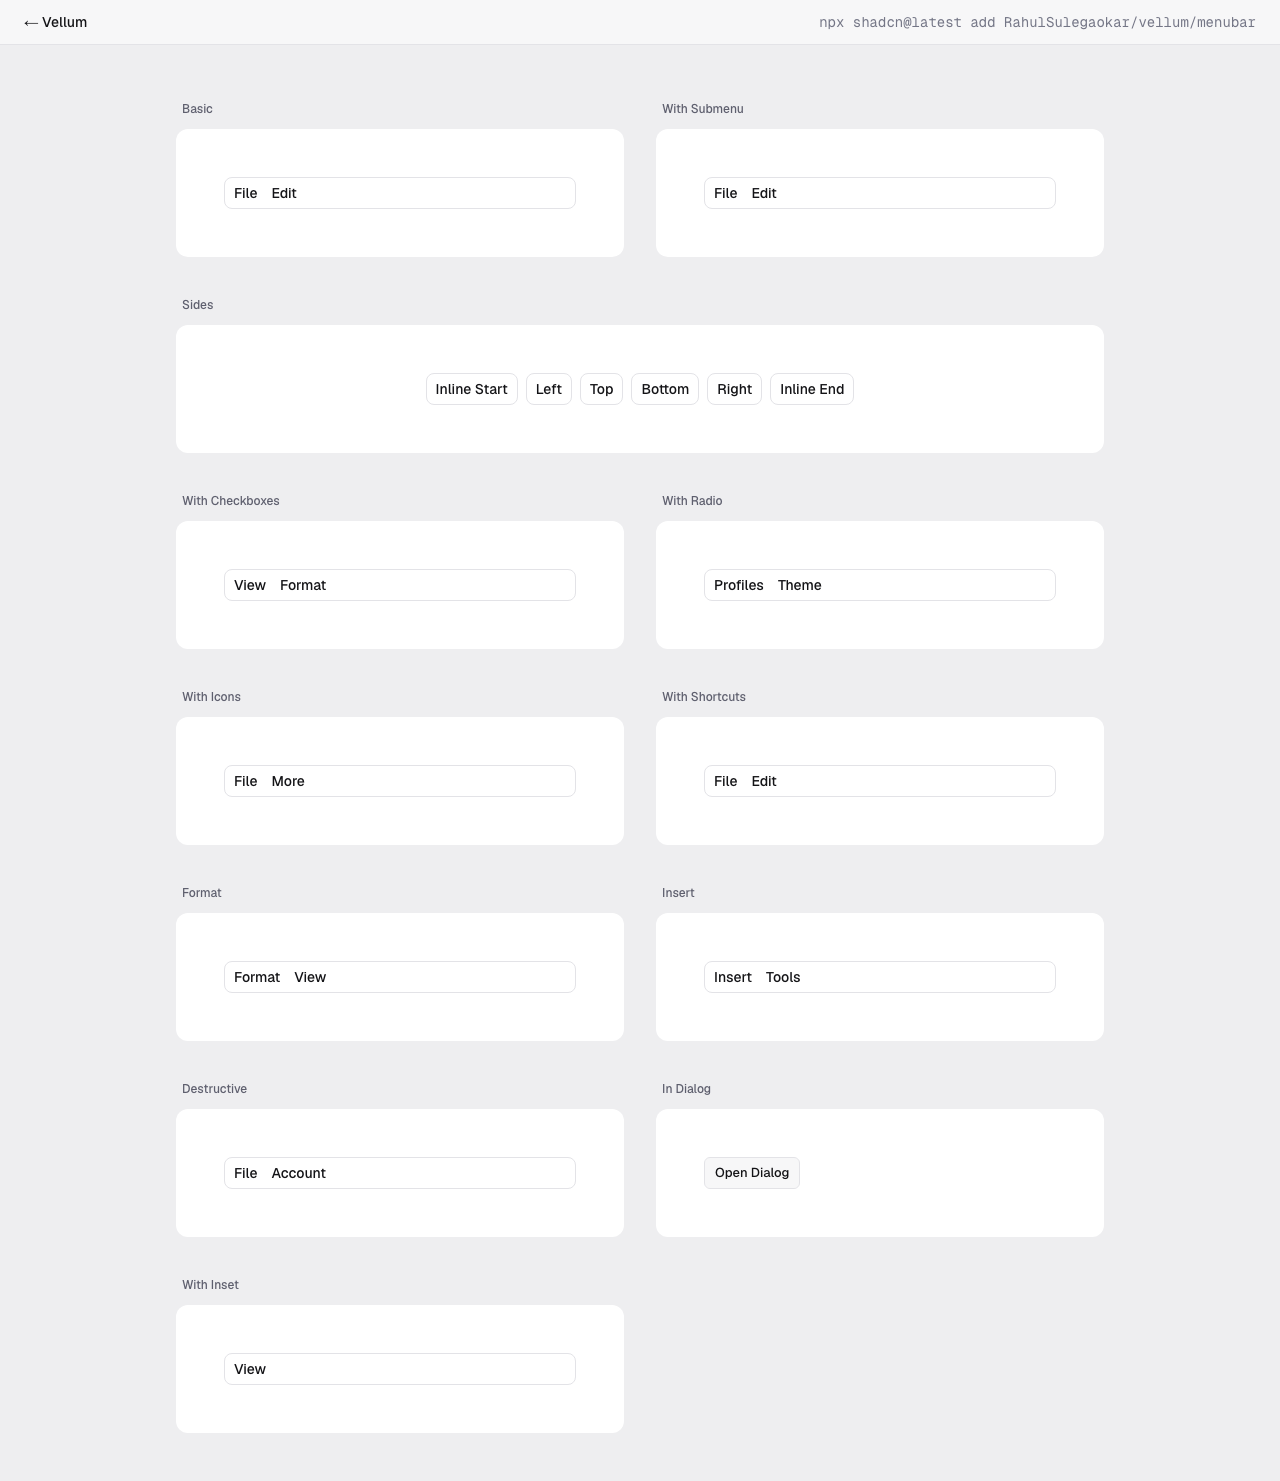 ← Vellum
npx shadcn@latest add RahulSulegaokar/vellum/menubar
Basic
File Edit
With Submenu
File Edit
Sides
Inline Start Left Top Bottom Right Inline End
With Checkboxes
View Format
With Radio
Profiles Theme
With Icons
File More
With Shortcuts
File Edit
Format
Format View
Insert
Insert Tools
Destructive
File Account
In Dialog
Open Dialog
With Inset
View